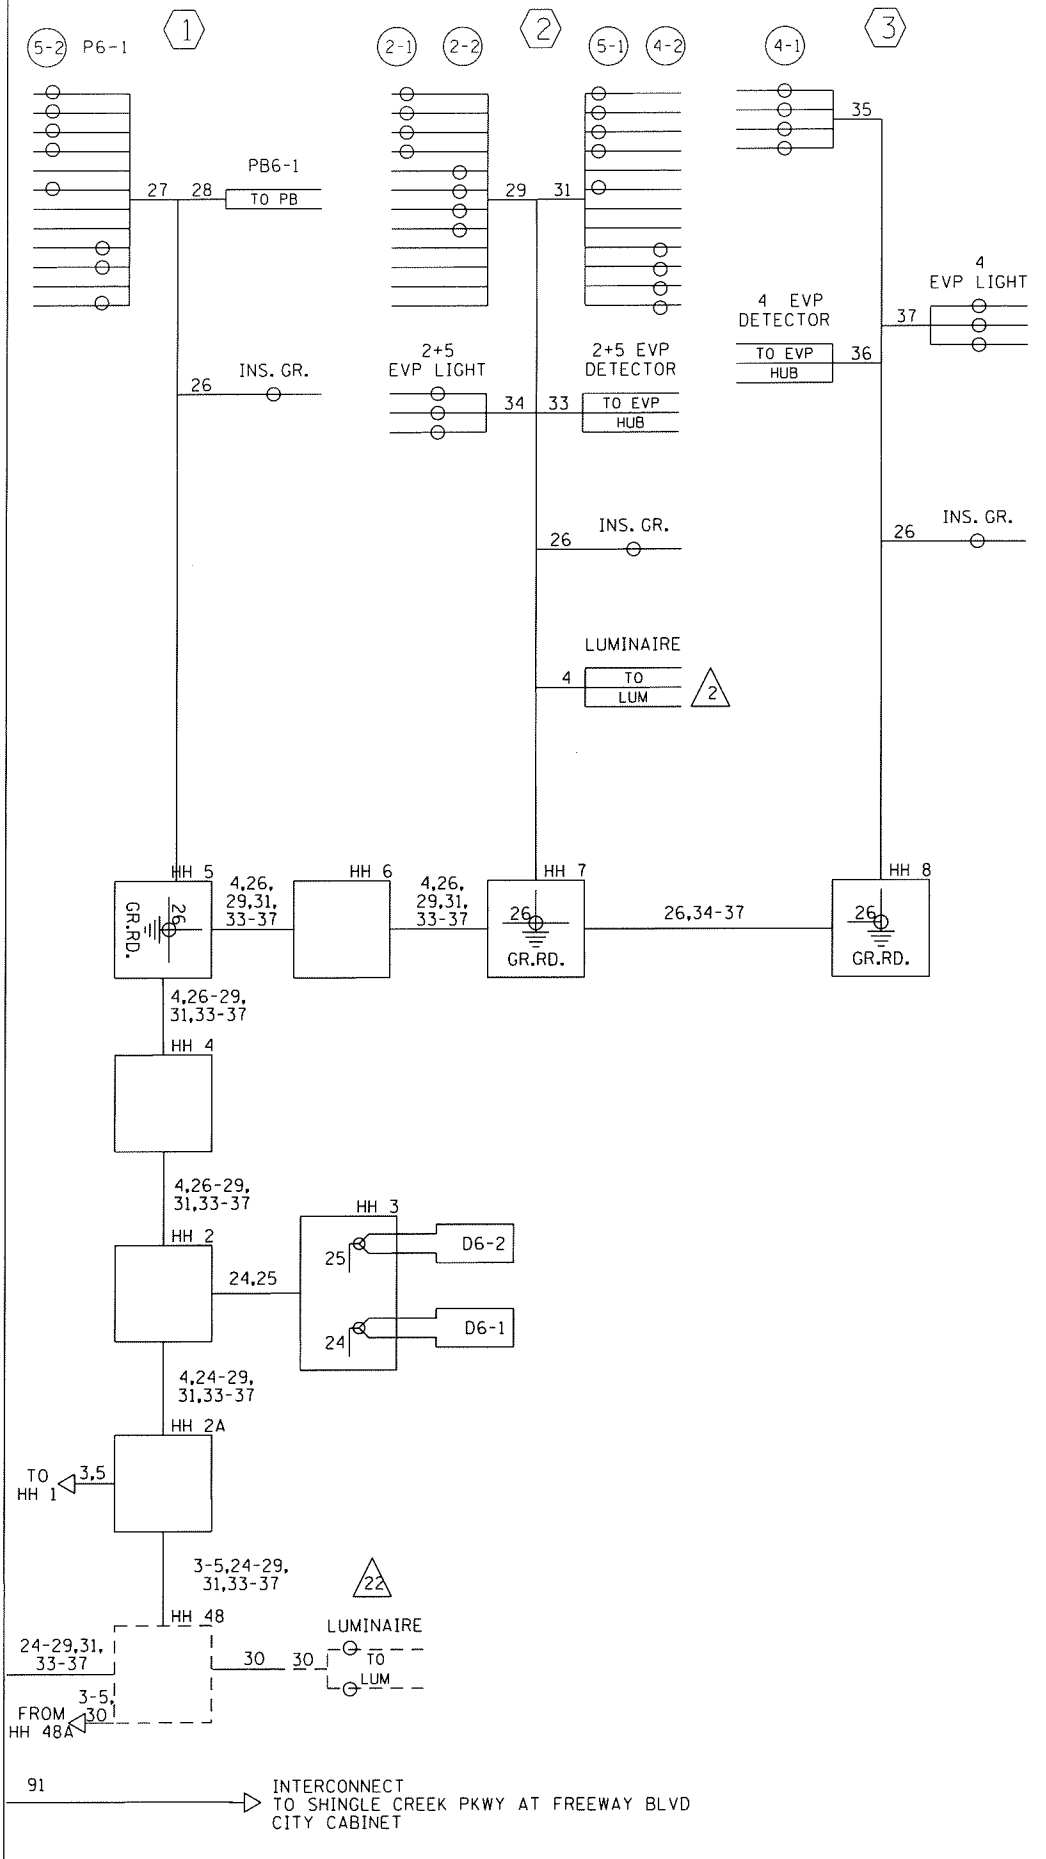 1
2
3
5-2
P6-1
2-1
2-2
5-1
4-2
4-1
35
PB6-1
27
28
TO PB
29
31
4
EVP LIGHT
37
4 EVP
DETECTOR
TO EVP
HUB
36
2+5
EVP LIGHT
2+5 EVP
DETECTOR
26
INS. GR.
34
33
TO EVP
HUB
26
INS. GR.
26
INS. GR.
LUMINAIRE
4
TO
LUM
2
HH 5
HH 6
HH 7
HH 8
26
GR.RD.
4,26,
29,31,
33-37
4,26,
29,31,
33-37
26
GR.RD.
26,34-37
26
GR.RD.
4,26-29,
31,33-37
HH 4
4,26-29,
31,33-37
HH 2
HH 3
25
D6-2
24,25
24
D6-1
4,24-29,
31,33-37
HH 2A
TO
HH 1
3,5
3-5,24-29,
31,33-37
22
HH 48
LUMINAIRE
24-29,31,
33-37
30
30
TO
LUM
3-5,
30
FROM
HH 48A
91
INTERCONNECT
TO SHINGLE CREEK PKWY AT FREEWAY BLVD
CITY CABINET